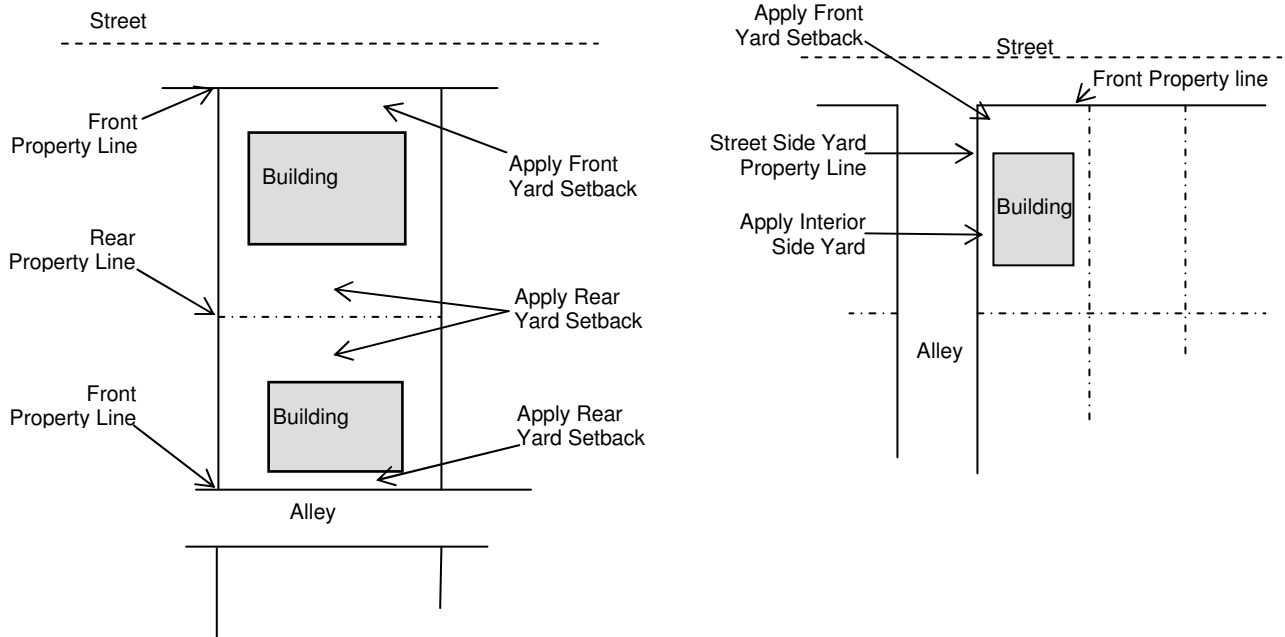 Street
Front
Property Line
Building
Apply Front
Yard Setback
Rear
Property Line
Apply Rear
Yard Setback
Front
Property Line
Building
Apply Rear
Yard Setback
Alley
Apply Front
Yard Setback
Street
Front Property line
Street Side Yard
Property Line
Building
Apply Interior
Side Yard
Alley